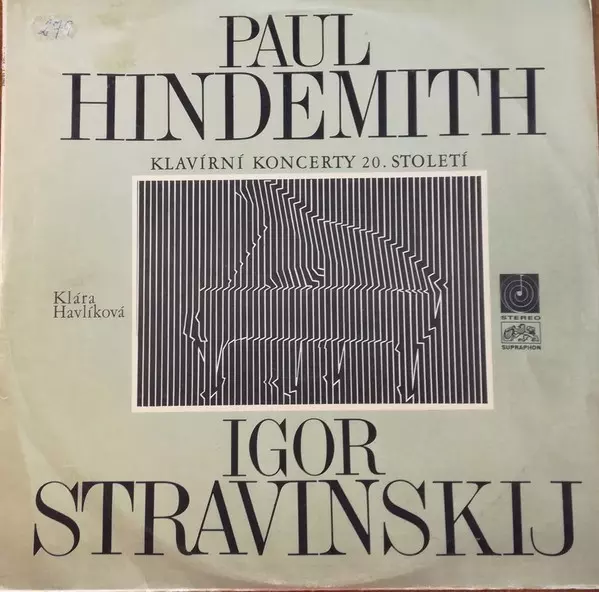 PAUL
HINDEMITH
KLAVÍRNÍ KONCERTY 20. STOLETÍ
Klára
Havlíková
STEREO
SUPRAPHON
IGOR
STRAVINSKIJ